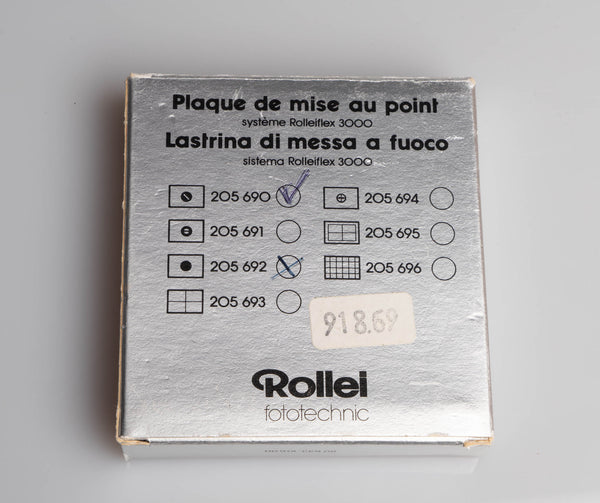 Plaque de mise au point
système Rolleiflex 3000
Lastrina di messa a fuoco
sistema Rolleiflex 3000
205 690
205 694
205 691
205 695
205 692
205 696
205 693
918.69
Rollei
fototechnic